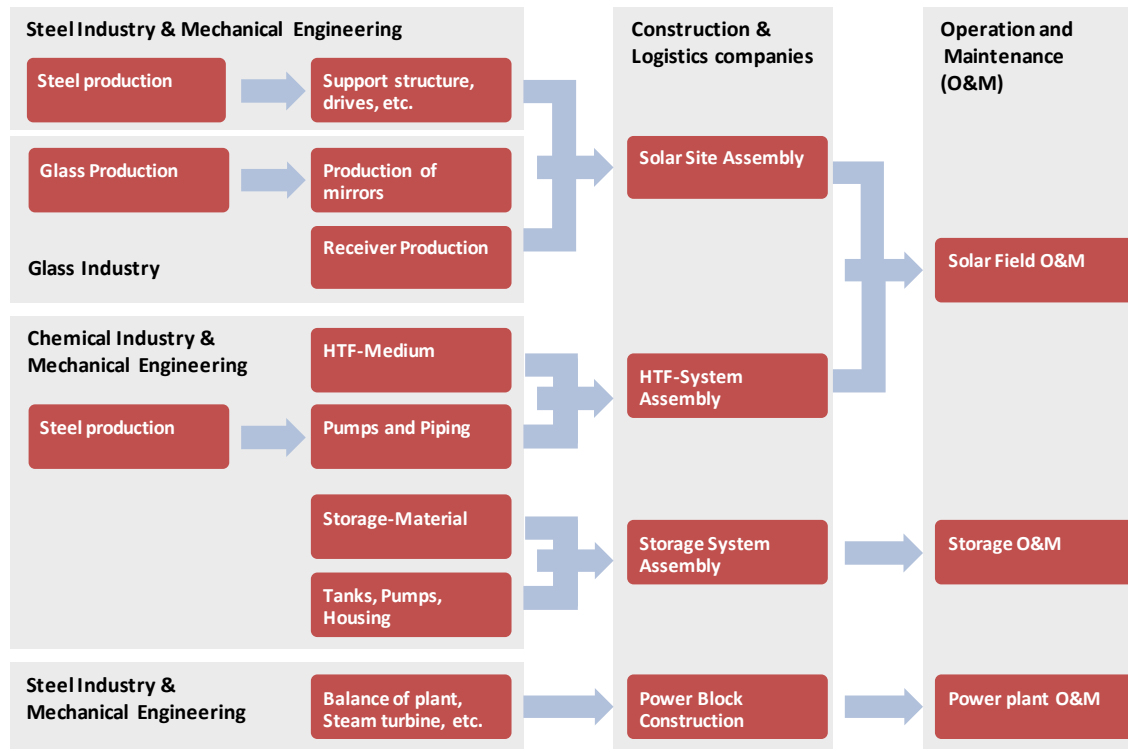 Steel Industry & Mechanical Engineering
Steel production
Support structure,
drives, etc.
Glass Production
Production of
mirrors
Receiver Production
Glass Industry
Chemical Industry &
Mechanical Engineering
HTF-Medium
Steel production
Pumps and Piping
Storage-Material
Tanks, Pumps,
Housing
Steel Industry &
Mechanical Engineering
Balance of plant,
Steam turbine, etc.
Construction &
Logistics companies
Solar Site Assembly
HTF-System
Assembly
Storage System
Assembly
Power Block
Construction
Operation and
Maintenance
(O&M)
Solar Field O&M
Storage O&M
Power plant O&M